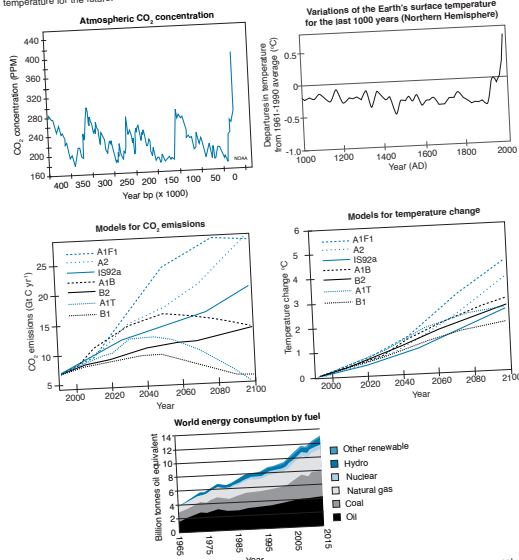 temperature for the future.
Atmospheric CO2 concentration
CO2 concentration (PPM)
440
400
360
320
280
240
200
160
NOAA
400 350 300 250 200 150 100 50 0
Year bp (x 1000)
Variations of the Earth's surface temperature
for the last 1000 years (Northern Hemisphere)
Departures in temperature
from 1961-1990 average (°C)
0.5
0
-0.5
-1.0
1000 1200 1400 1600 1800 2000
Year (AD)
Models for CO2 emissions
CO2 emissions (Gt C yr-1)
25
20
15
10
5
A1F1
A2
IS92a
A1B
B2
A1T
B1
2000 2020 2040 2060 2080 2100
Year
Models for temperature change
Temperature change °C
6
5
4
3
2
1
0
A1F1
A2
IS92a
A1B
B2
A1T
B1
2000 2020 2040 2060 2080 2100
Year
World energy consumption by fuel
Billion tonnes oil equivalent
14
12
10
8
6
4
2
0
1965 1975 1985 1995 2005 2015
Year
Other renewable
Hydro
Nuclear
Natural gas
Coal
Oil